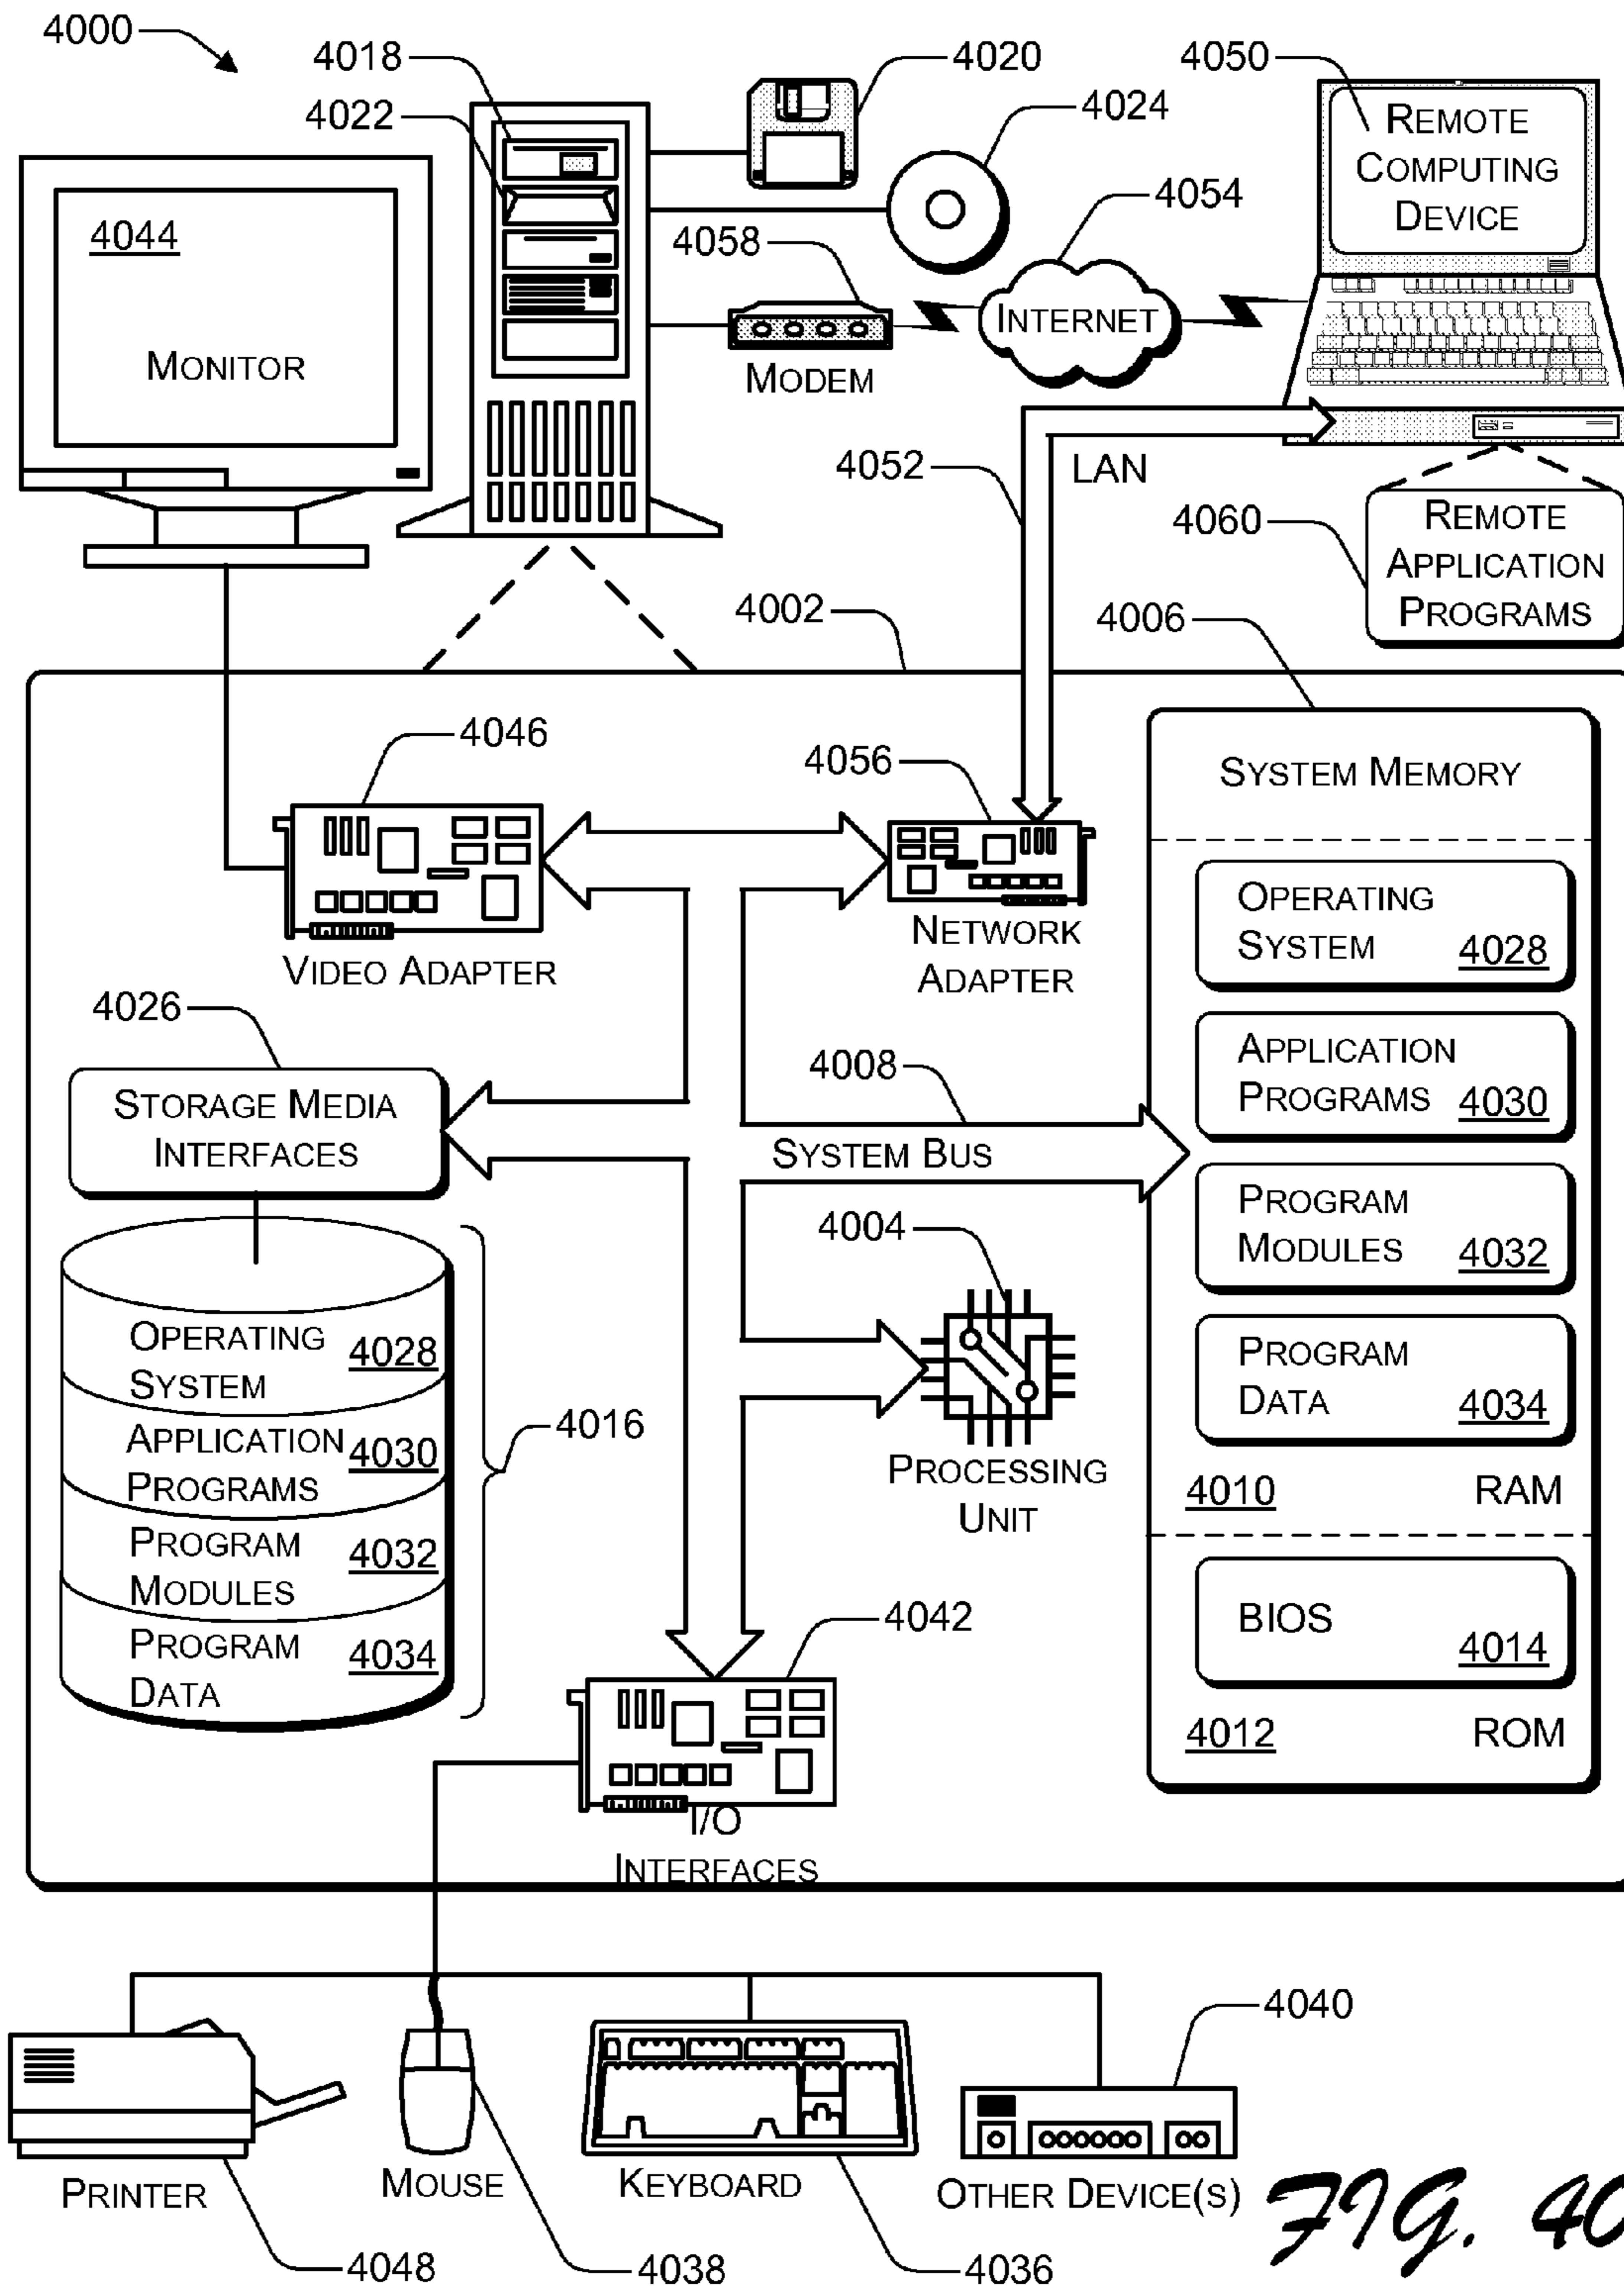 4000
4018
4020
4050
4022
4024
REMOTE
COMPUTING
DEVICE
4054
4044
4058
INTERNET
MONITOR
MODEM
4052
LAN
4060
REMOTE
APPLICATION
PROGRAMS
4002
4006
4046
4056
SYSTEM MEMORY
OPERATING
SYSTEM 4028
NETWORK
ADAPTER
VIDEO ADAPTER
4026
APPLICATION
PROGRAMS 4030
4008
STORAGE MEDIA
INTERFACES
SYSTEM BUS
PROGRAM
MODULES 4032
4004
OPERATING
SYSTEM 4028
PROGRAM
DATA 4034
4016
APPLICATION
PROGRAMS 4030
PROCESSING
UNIT
4010 RAM
PROGRAM
MODULES 4032
BIOS
4014
4042
PROGRAM
DATA 4034
4012 ROM
I/O
INTERFACES
4040
PRINTER
MOUSE
KEYBOARD
OTHER DEVICE(S)
FIG. 40
4048
4038
4036